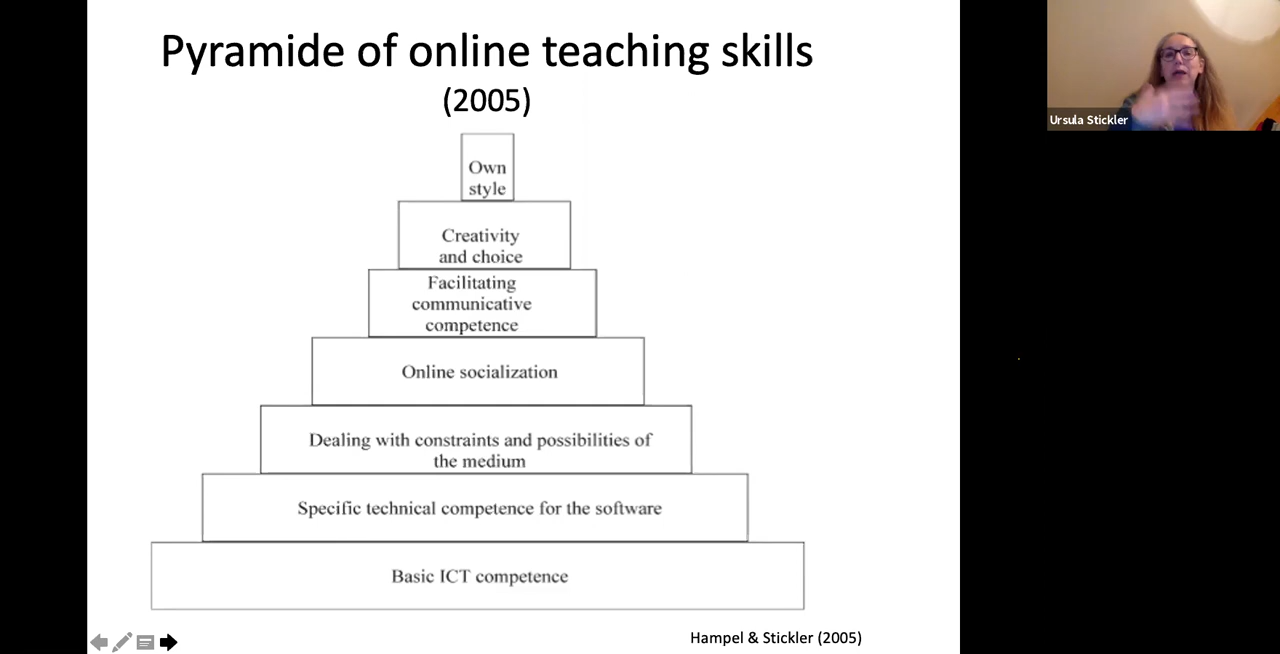 Pyramide of online teaching skills
(2005)
Ursula Stickler
Own
style
Creativity
and choice
Facilitating
communicative
competence
Online socialization
Dealing with constraints and possibilities of
the medium
Specific technical competence for the software
Basic ICT competence
Hampel & Stickler (2005)